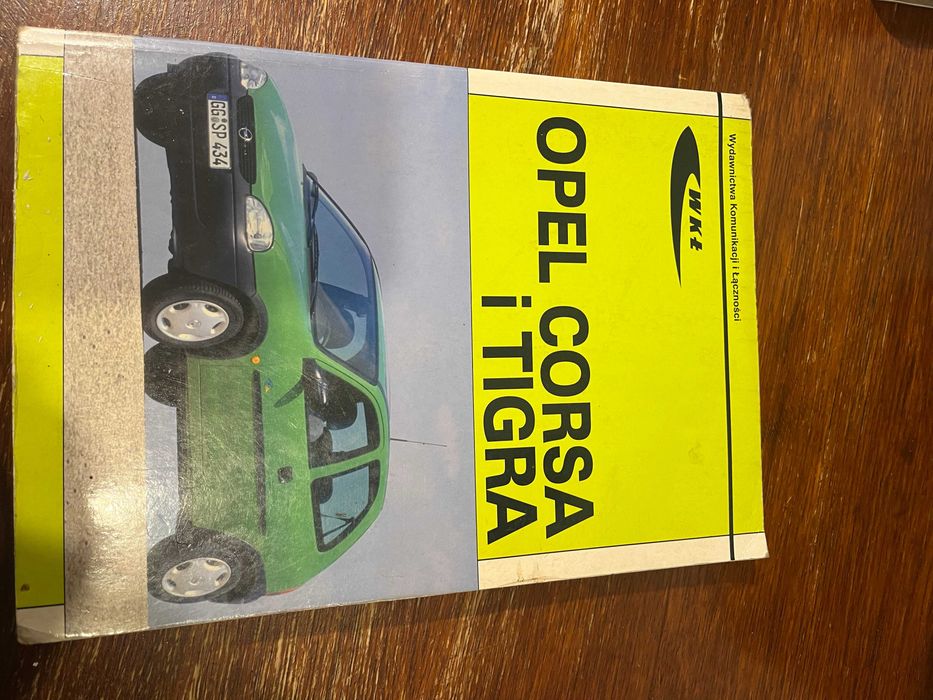 Wydawnictwa Komunikacji i Łączności
WKŁ
OPEL CORSA
i TIGRA
GG SP 434